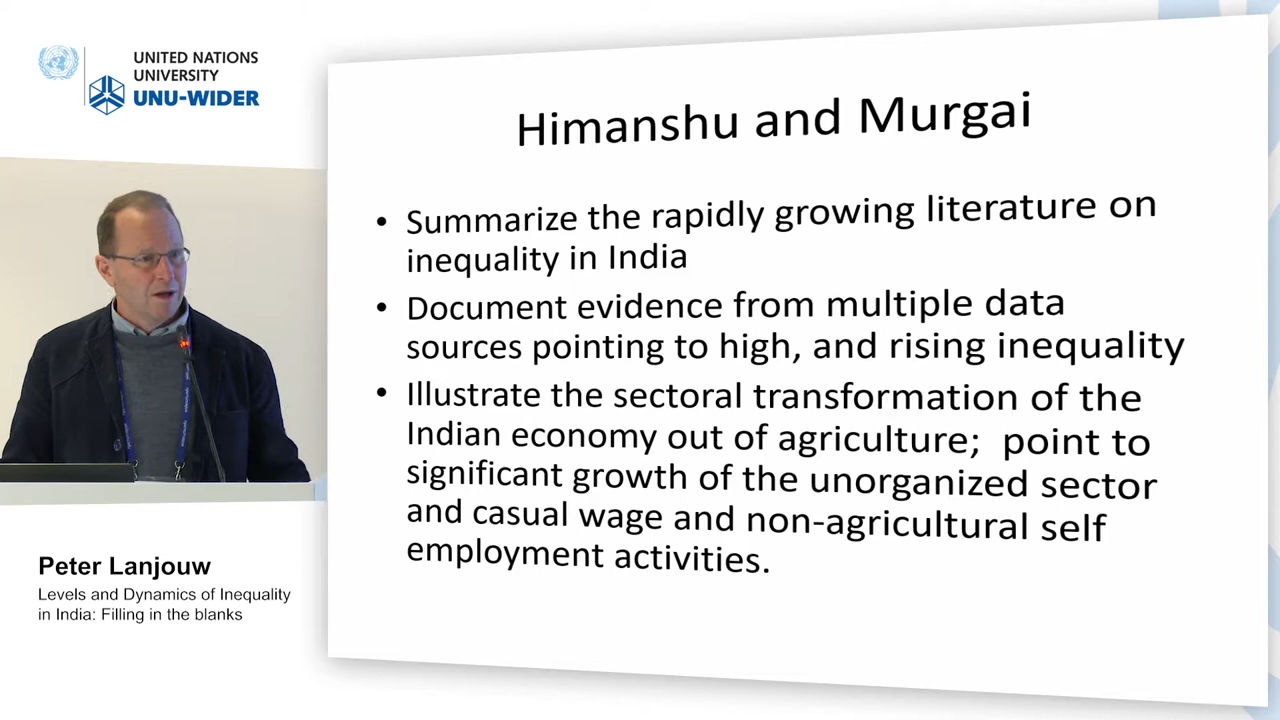 UNITED NATIONS
UNIVERSITY
UNU-WIDER
Himanshu and Murgai
• Summarize the rapidly growing literature on
inequality in India
• Document evidence from multiple data
sources pointing to high, and rising inequality
• Illustrate the sectoral transformation of the
Indian economy out of agriculture; point to
significant growth of the unorganized sector
and casual wage and non-agricultural self
employment activities.
Peter Lanjouw
Levels and Dynamics of Inequality
in India: Filling in the blanks